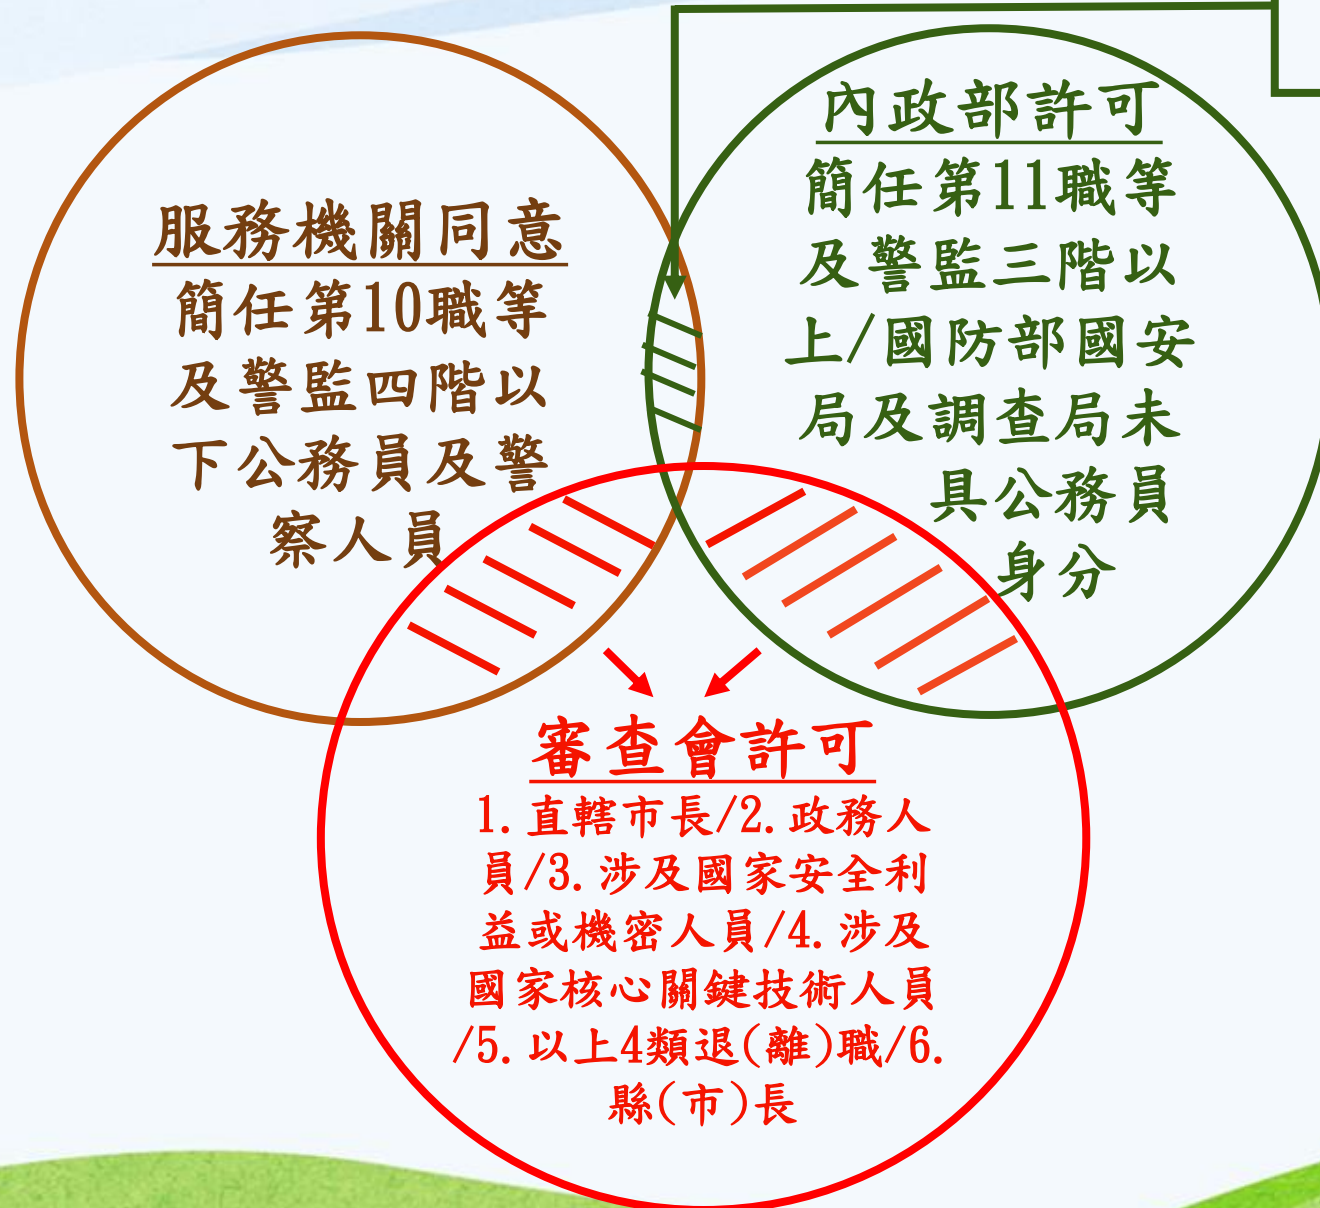 服務機關同意
簡任第10職等
及警監四階以
下公務員及警
察人員
內政部許可
簡任第11職等
及警監三階以
上/國防部國安
局及調查局未
具公務員
身分
審查會許可
1.直轄市長/2.政務人
員/3.涉及國家安全利
益或機密人員/4.涉及
國家核心關鍵技術人員
/5.以上4類退(離)職/6.
縣(市)長